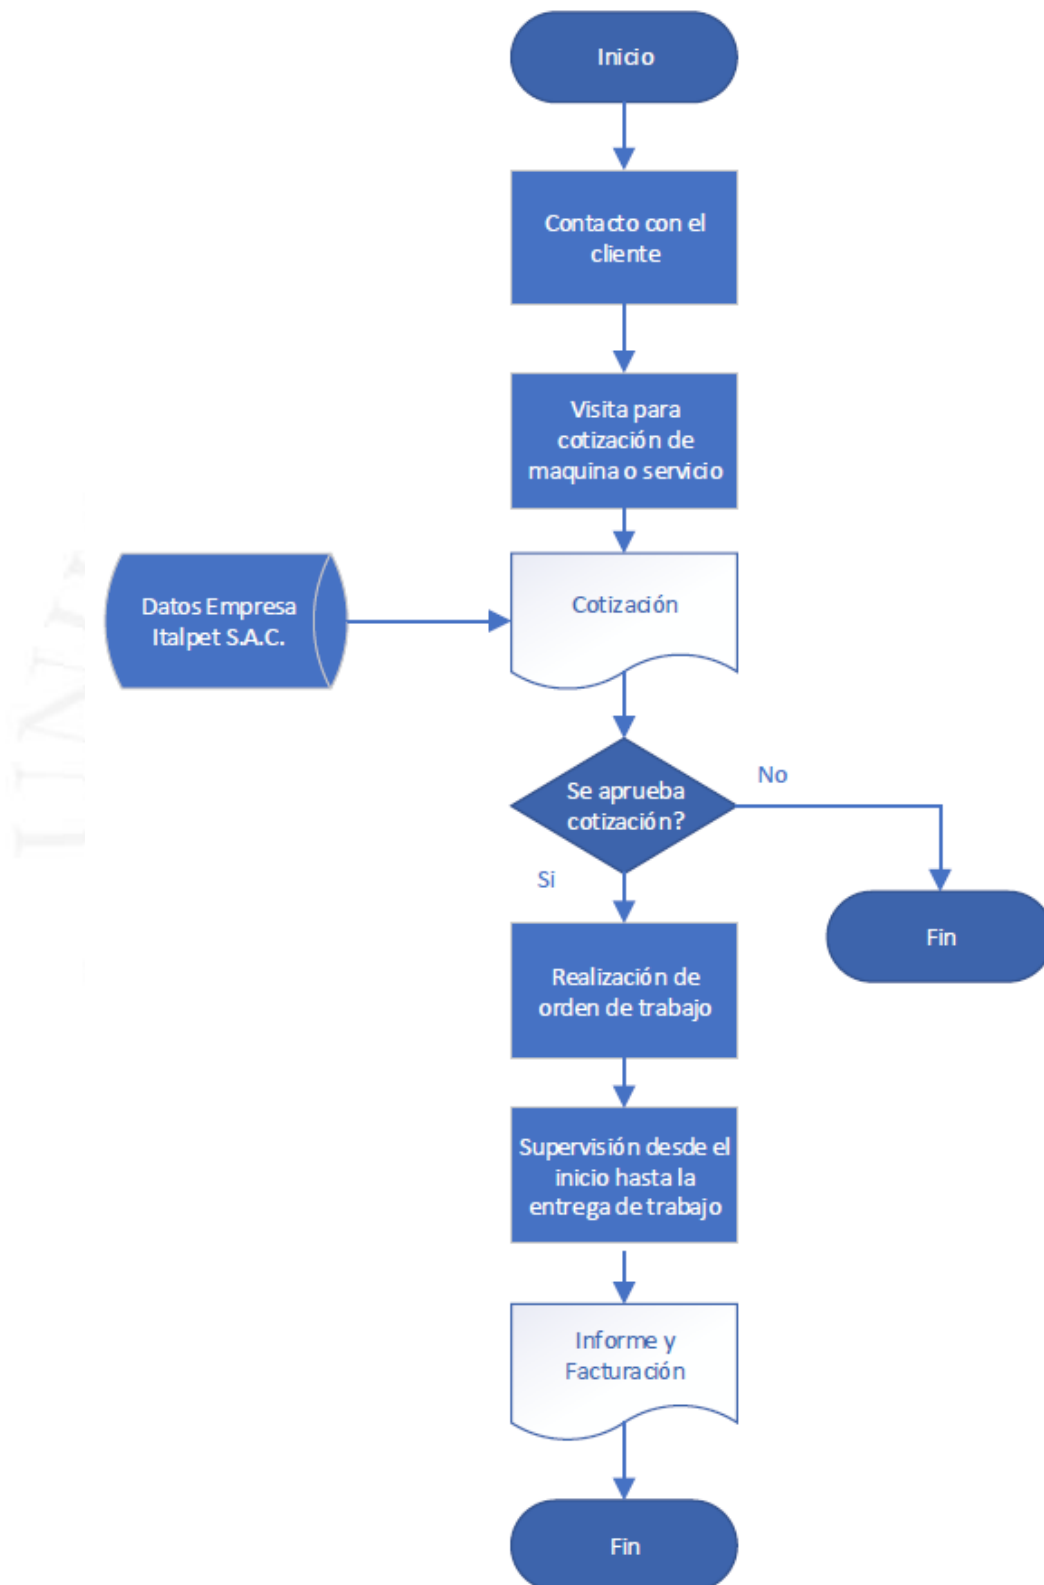 Inicio
Contacto con el
cliente
Visita para
cotización de
maquina o servicio
Datos Empresa
Italpet S.A.C.
Cotización
Se aprueba
cotización?
No
Si
Fin
Realización de
orden de trabajo
Supervisión desde el
inicio hasta la
entrega de trabajo
Informe y
Facturación
Fin